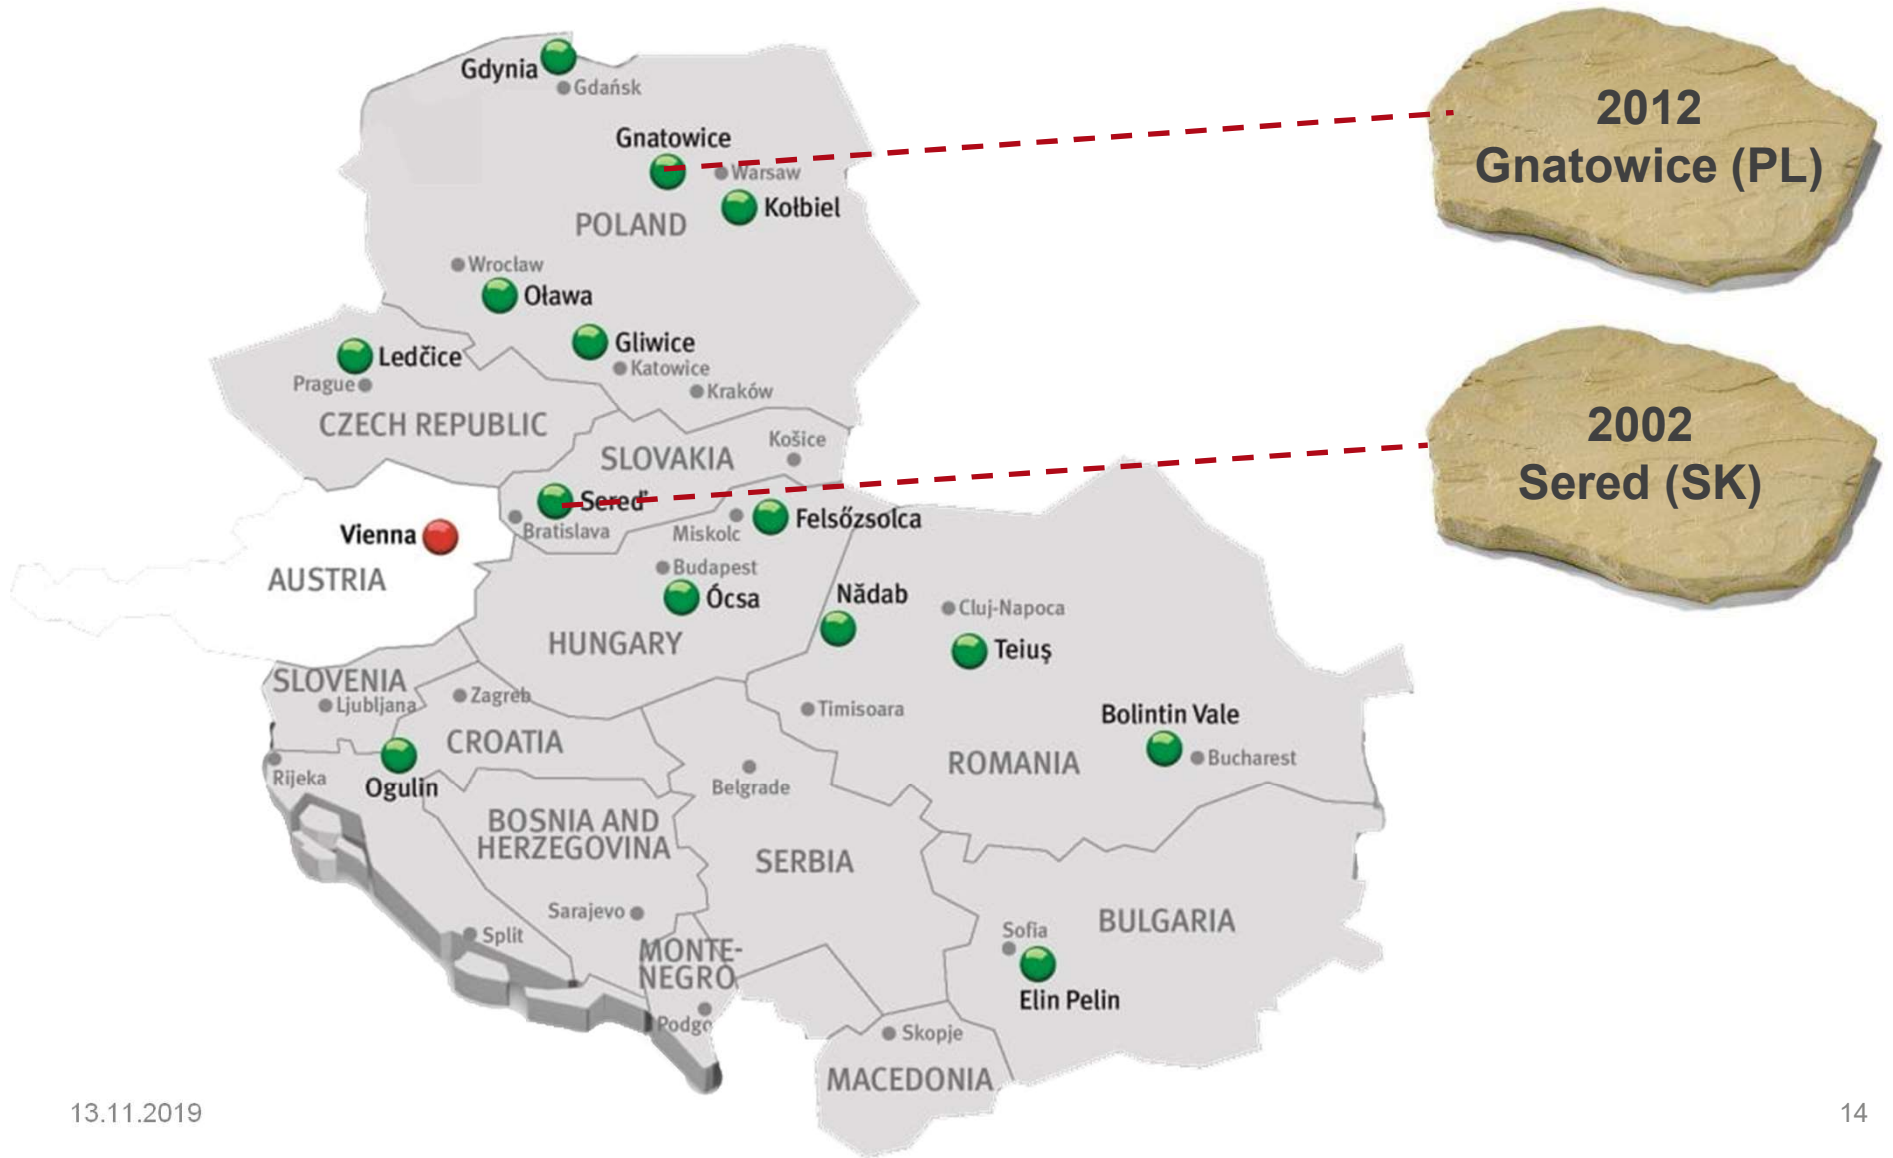 Gdynia
Gdańsk
Gnatowice
Warsaw
Kołbiel
POLAND
Wrocław
Oława
Gliwice
Katowice
Kraków
Ledčice
Prague
CZECH REPUBLIC
SLOVAKIA
Košice
Sereď
Bratislava
Miskolc
Felsőzsolca
Vienna
AUSTRIA
Budapest
Ócsa
HUNGARY
Nădab
Cluj-Napoca
Teiuş
SLOVENIA
Ljubljana
Zagreb
Timisoara
CROATIA
Rijeka
Ogulin
Belgrade
ROMANIA
Bolintin Vale
Bucharest
BOSNIA AND
HERZEGOVINA
SERBIA
Sarajevo
Split
MONTE-
NEGRO
Podgo
BULGARIA
Sofia
Elin Pelin
Skopje
MACEDONIA
2012
Gnatowice (PL)
2002
Sered (SK)
13.11.2019
14